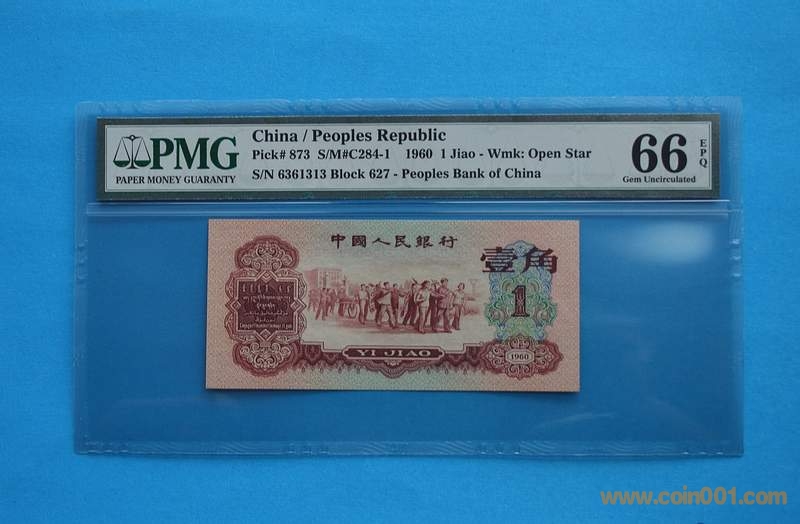 PMG
PAPER MONEY GUARANTY
China / Peoples Republic
Pick# 873 S/M#C284-1 1960 1 Jiao - Wmk: Open Star
S/N 6361313 Block 627 - Peoples Bank of China
66
EPQ
Gem Uncirculated
中國人民銀行
壹角
1
YI JIAO
1960
www.coin001.com